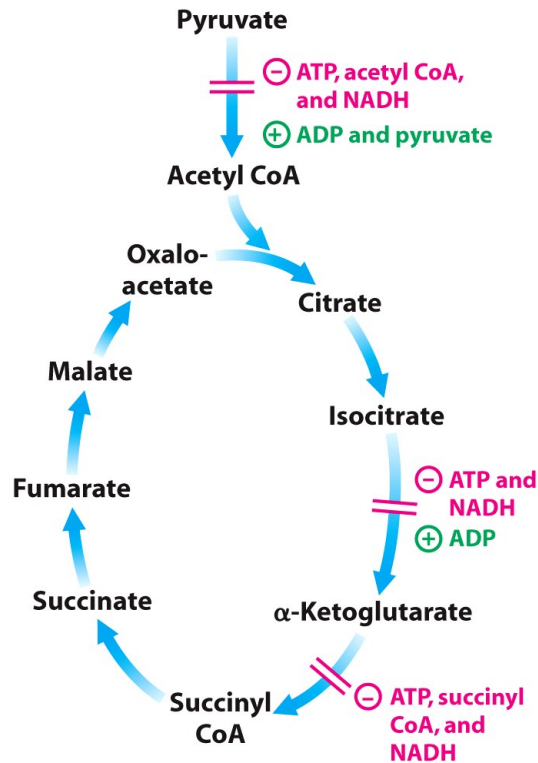 Pyruvate
⊖ ATP, acetyl CoA,
and NADH
⊕ ADP and pyruvate
Acetyl CoA
Oxalo-
acetate
Citrate
Malate
Isocitrate
⊖ ATP and
NADH
⊕ ADP
Fumarate
Succinate
α-Ketoglutarate
Succinyl
CoA
⊖ ATP, succinyl
CoA, and
NADH